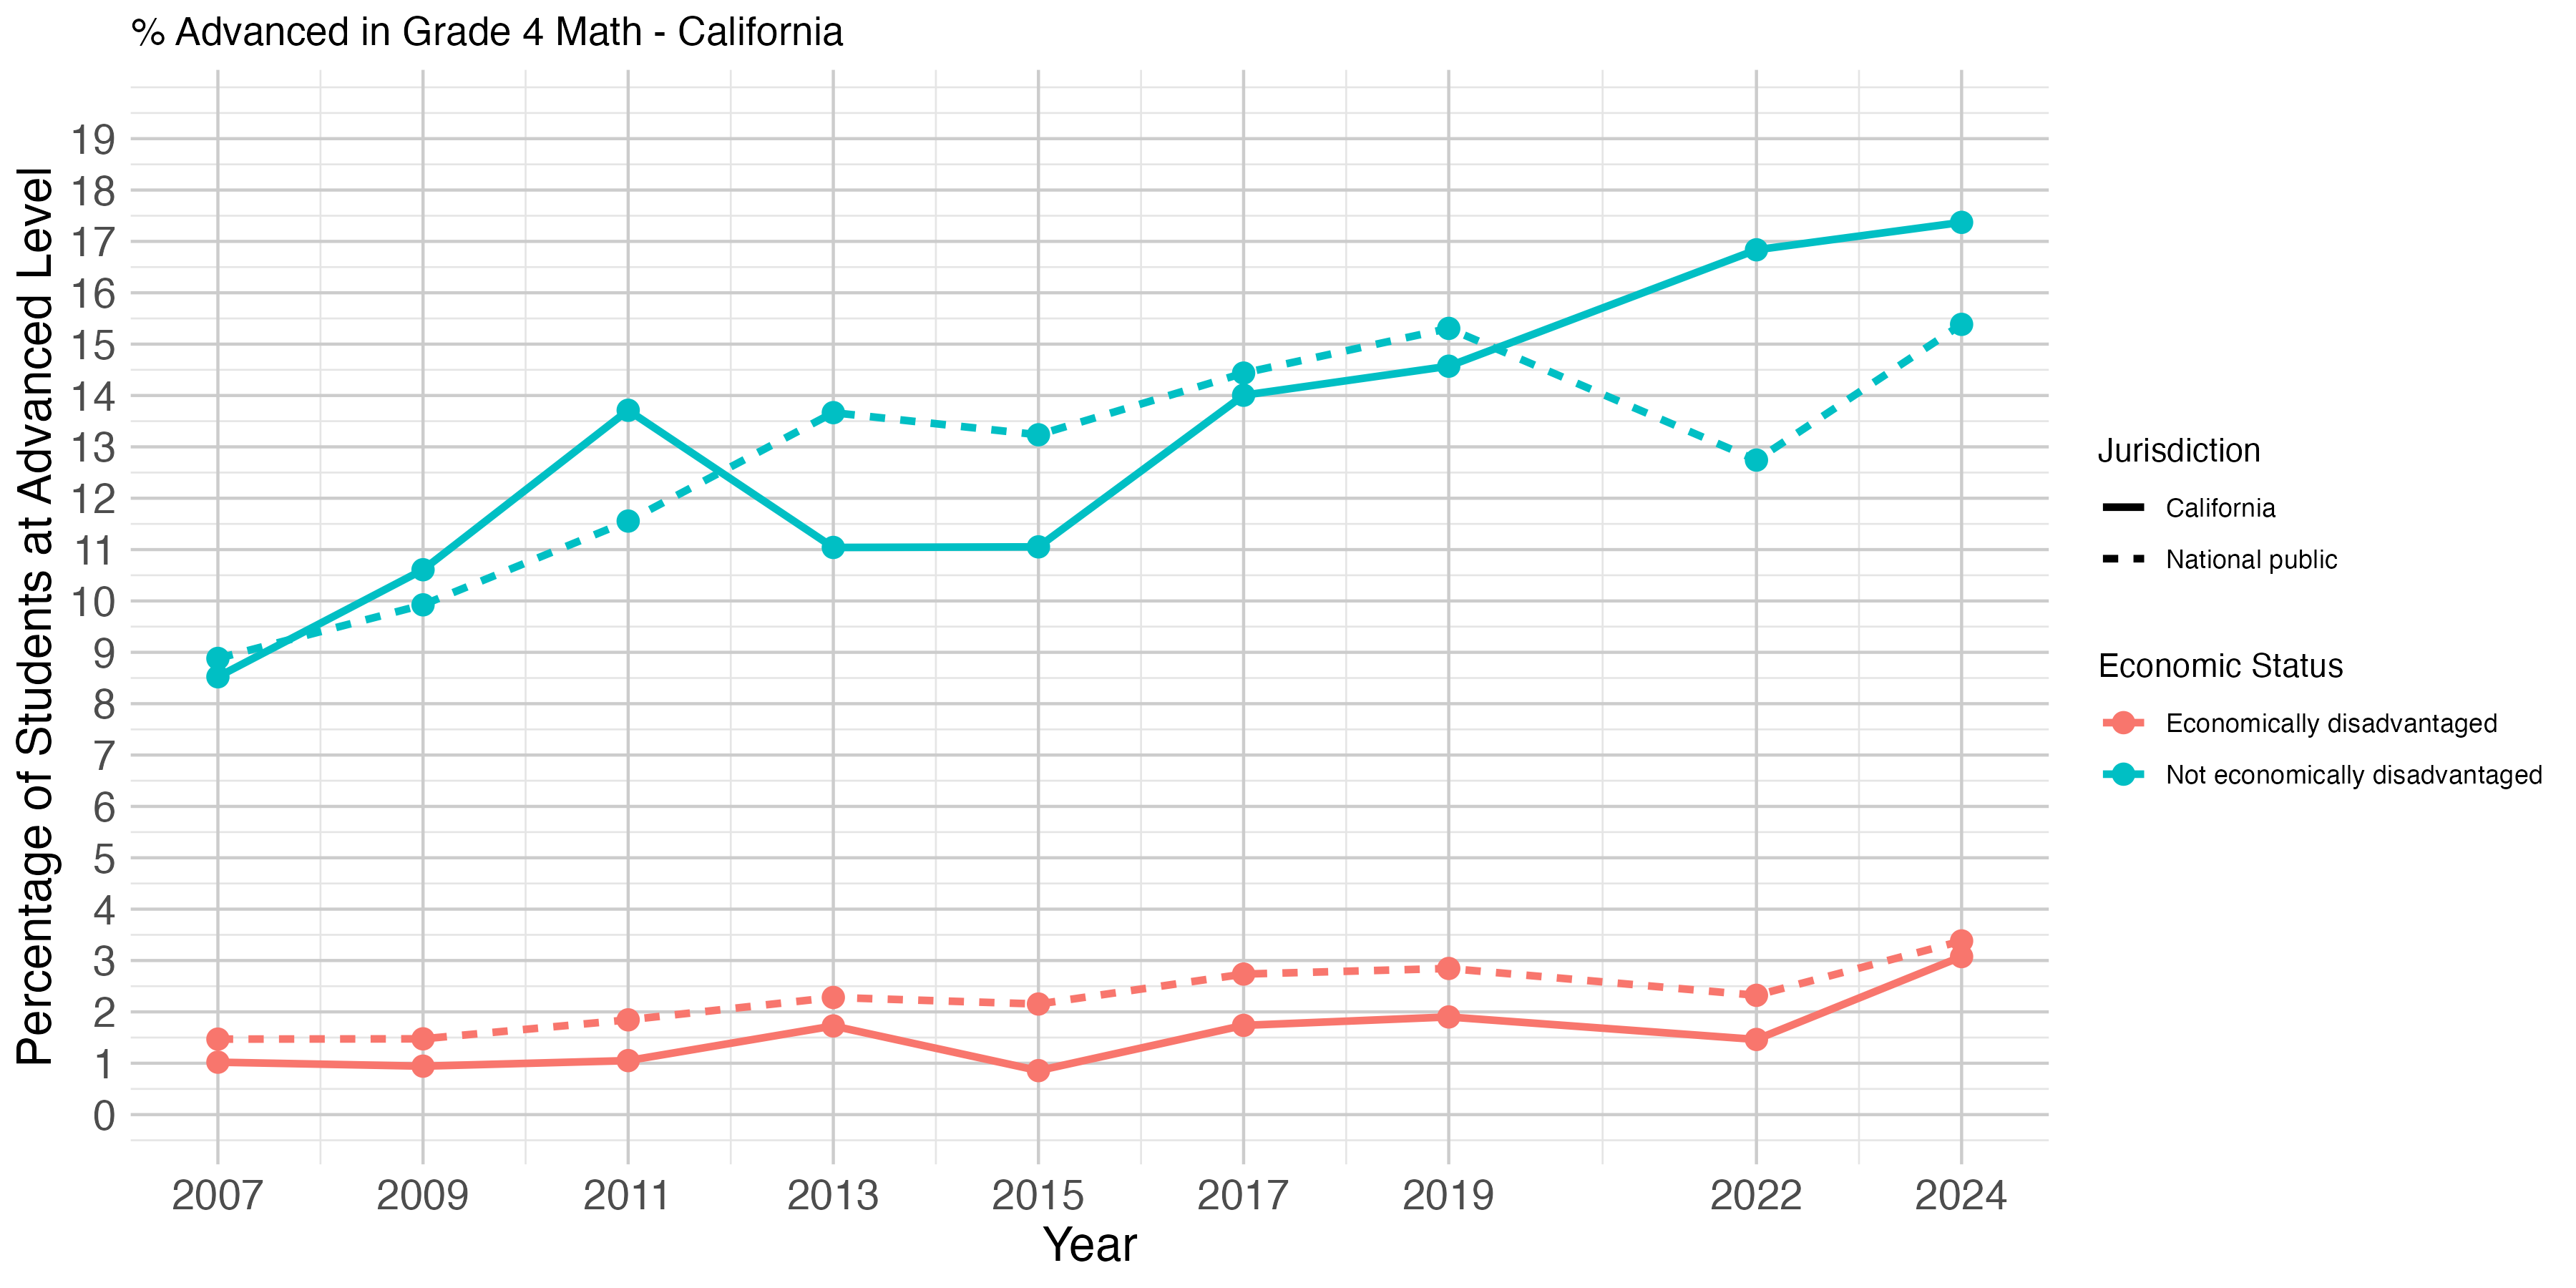 % Advanced in Grade 4 Math - California
Percentage of Students at Advanced Level
19
18
17
16
15
14
13
12
11
10
9
8
7
6
5
4
3
2
1
0
2007 2009 2011 2013 2015 2017 2019 2022 2024
Year
Jurisdiction
California
National public
Economic Status
Economically disadvantaged
Not economically disadvantaged